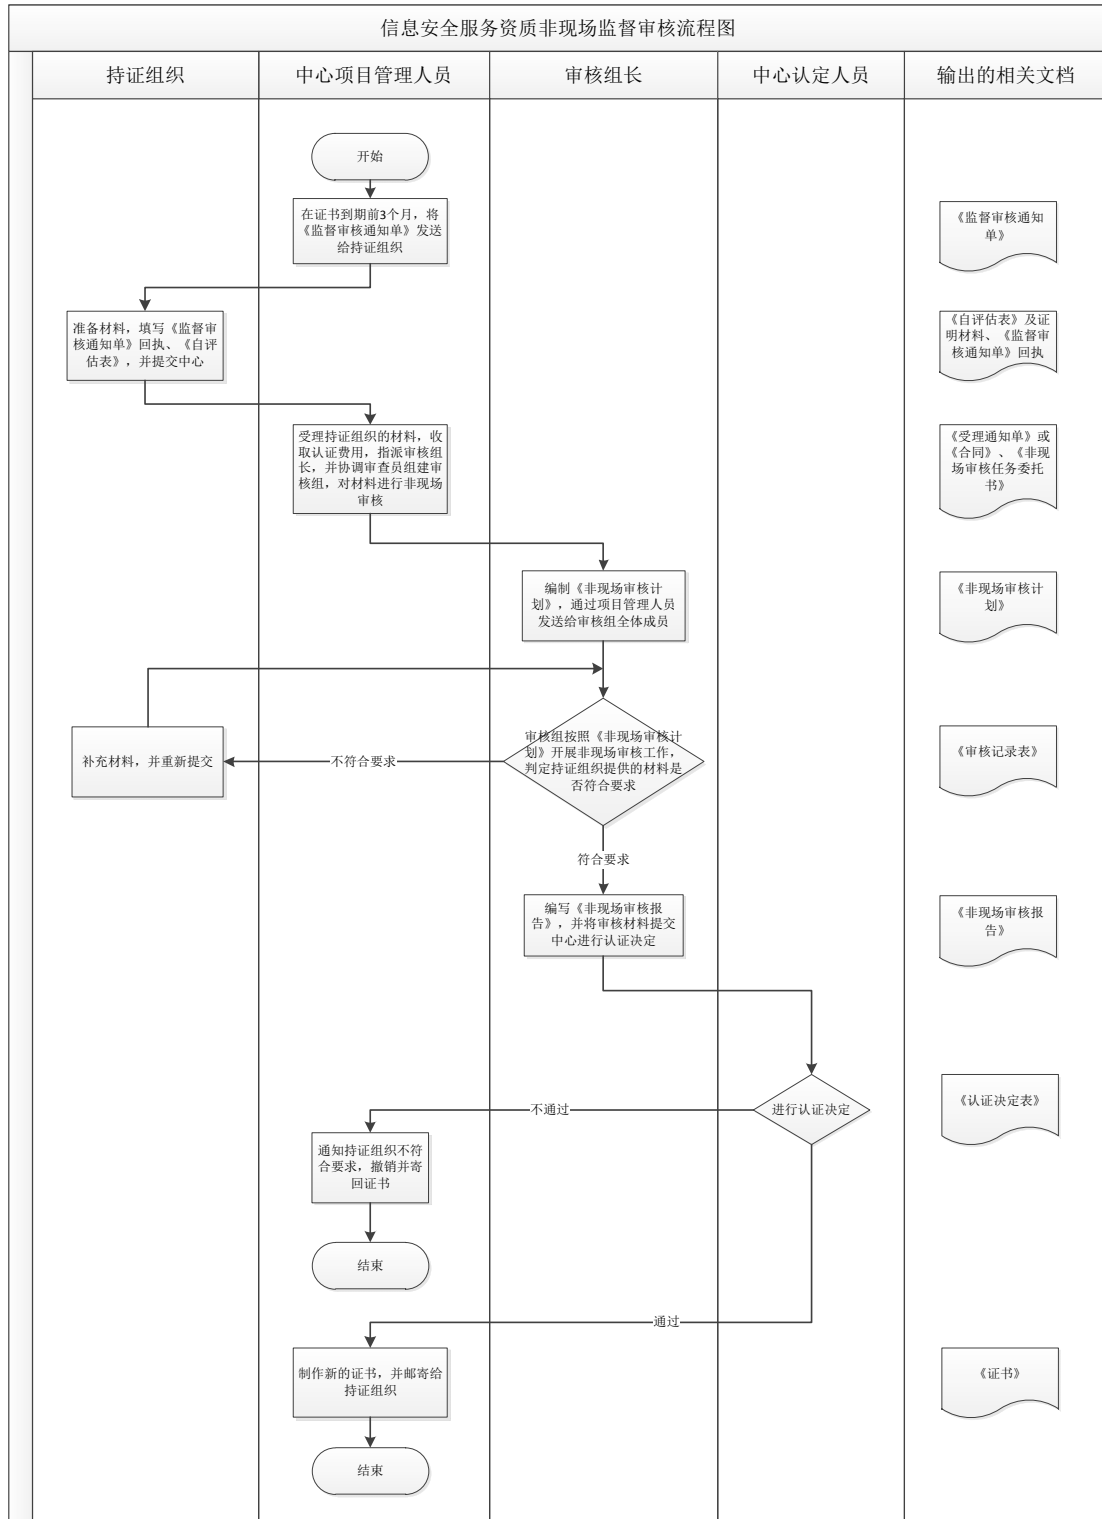 信息安全服务资质非现场监督审核流程图
持证组织
中心项目管理人员
审核组长
中心认定人员
输出的相关文档
开始
在证书到期前3个月，将
《监督审核通知单》发送
给持证组织
《监督审核通知
单》
准备材料，填写《监督审
核通知单》回执、《自评
估表》，并提交中心
《自评估表》及证
明材料、《监督审
核通知单》回执
受理持证组织的材料，收
取认证费用，指派审核组
长，并协调审查员组建审
核组，对材料进行非现场
审核
《受理通知单》或
《合同》、《非现
场审核任务委托
书》
编制《非现场审核计
划》，通过项目管理人员
发送给审核组全体成员
《非现场审核计
划》
补充材料，并重新提交
不符合要求
审核组按照《非现场审核计
划》开展非现场审核工作，
判定持证组织提供的材料是
否符合要求
《审核记录表》
符合要求
编写《非现场审核报
告》，并将审核材料提交
中心进行认证决定
《非现场审核报
告》
不通过
进行认证决定
《认证决定表》
通知持证组织不符
合要求，撤销并寄
回证书
结束
通过
制作新的证书，并邮寄给
持证组织
《证书》
结束